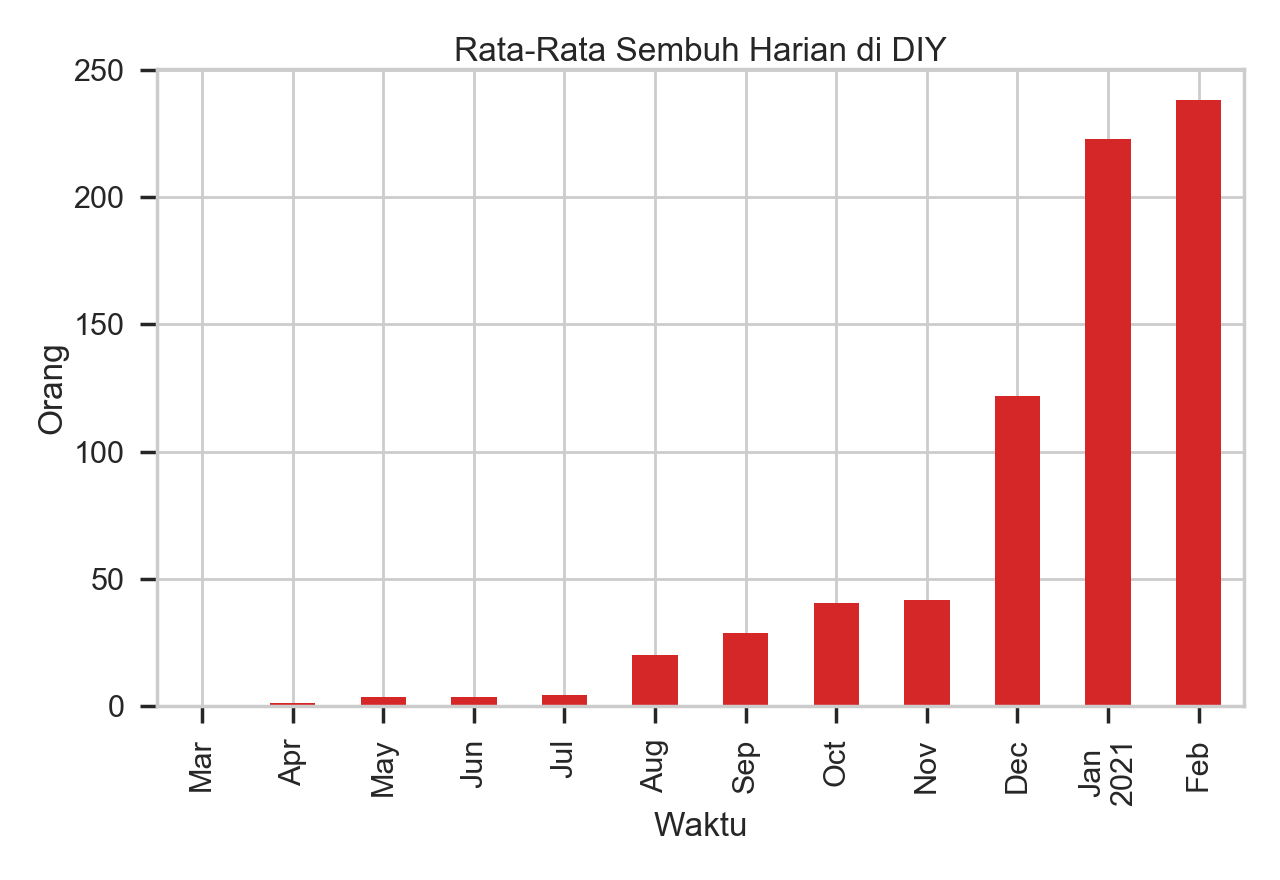 Rata-Rata Sembuh Harian di DIY
250
200
150
100
50
0
Orang
Mar
Apr
May
Jun
Jul
Aug
Sep
Oct
Nov
Dec
Jan
2021
Feb
Waktu